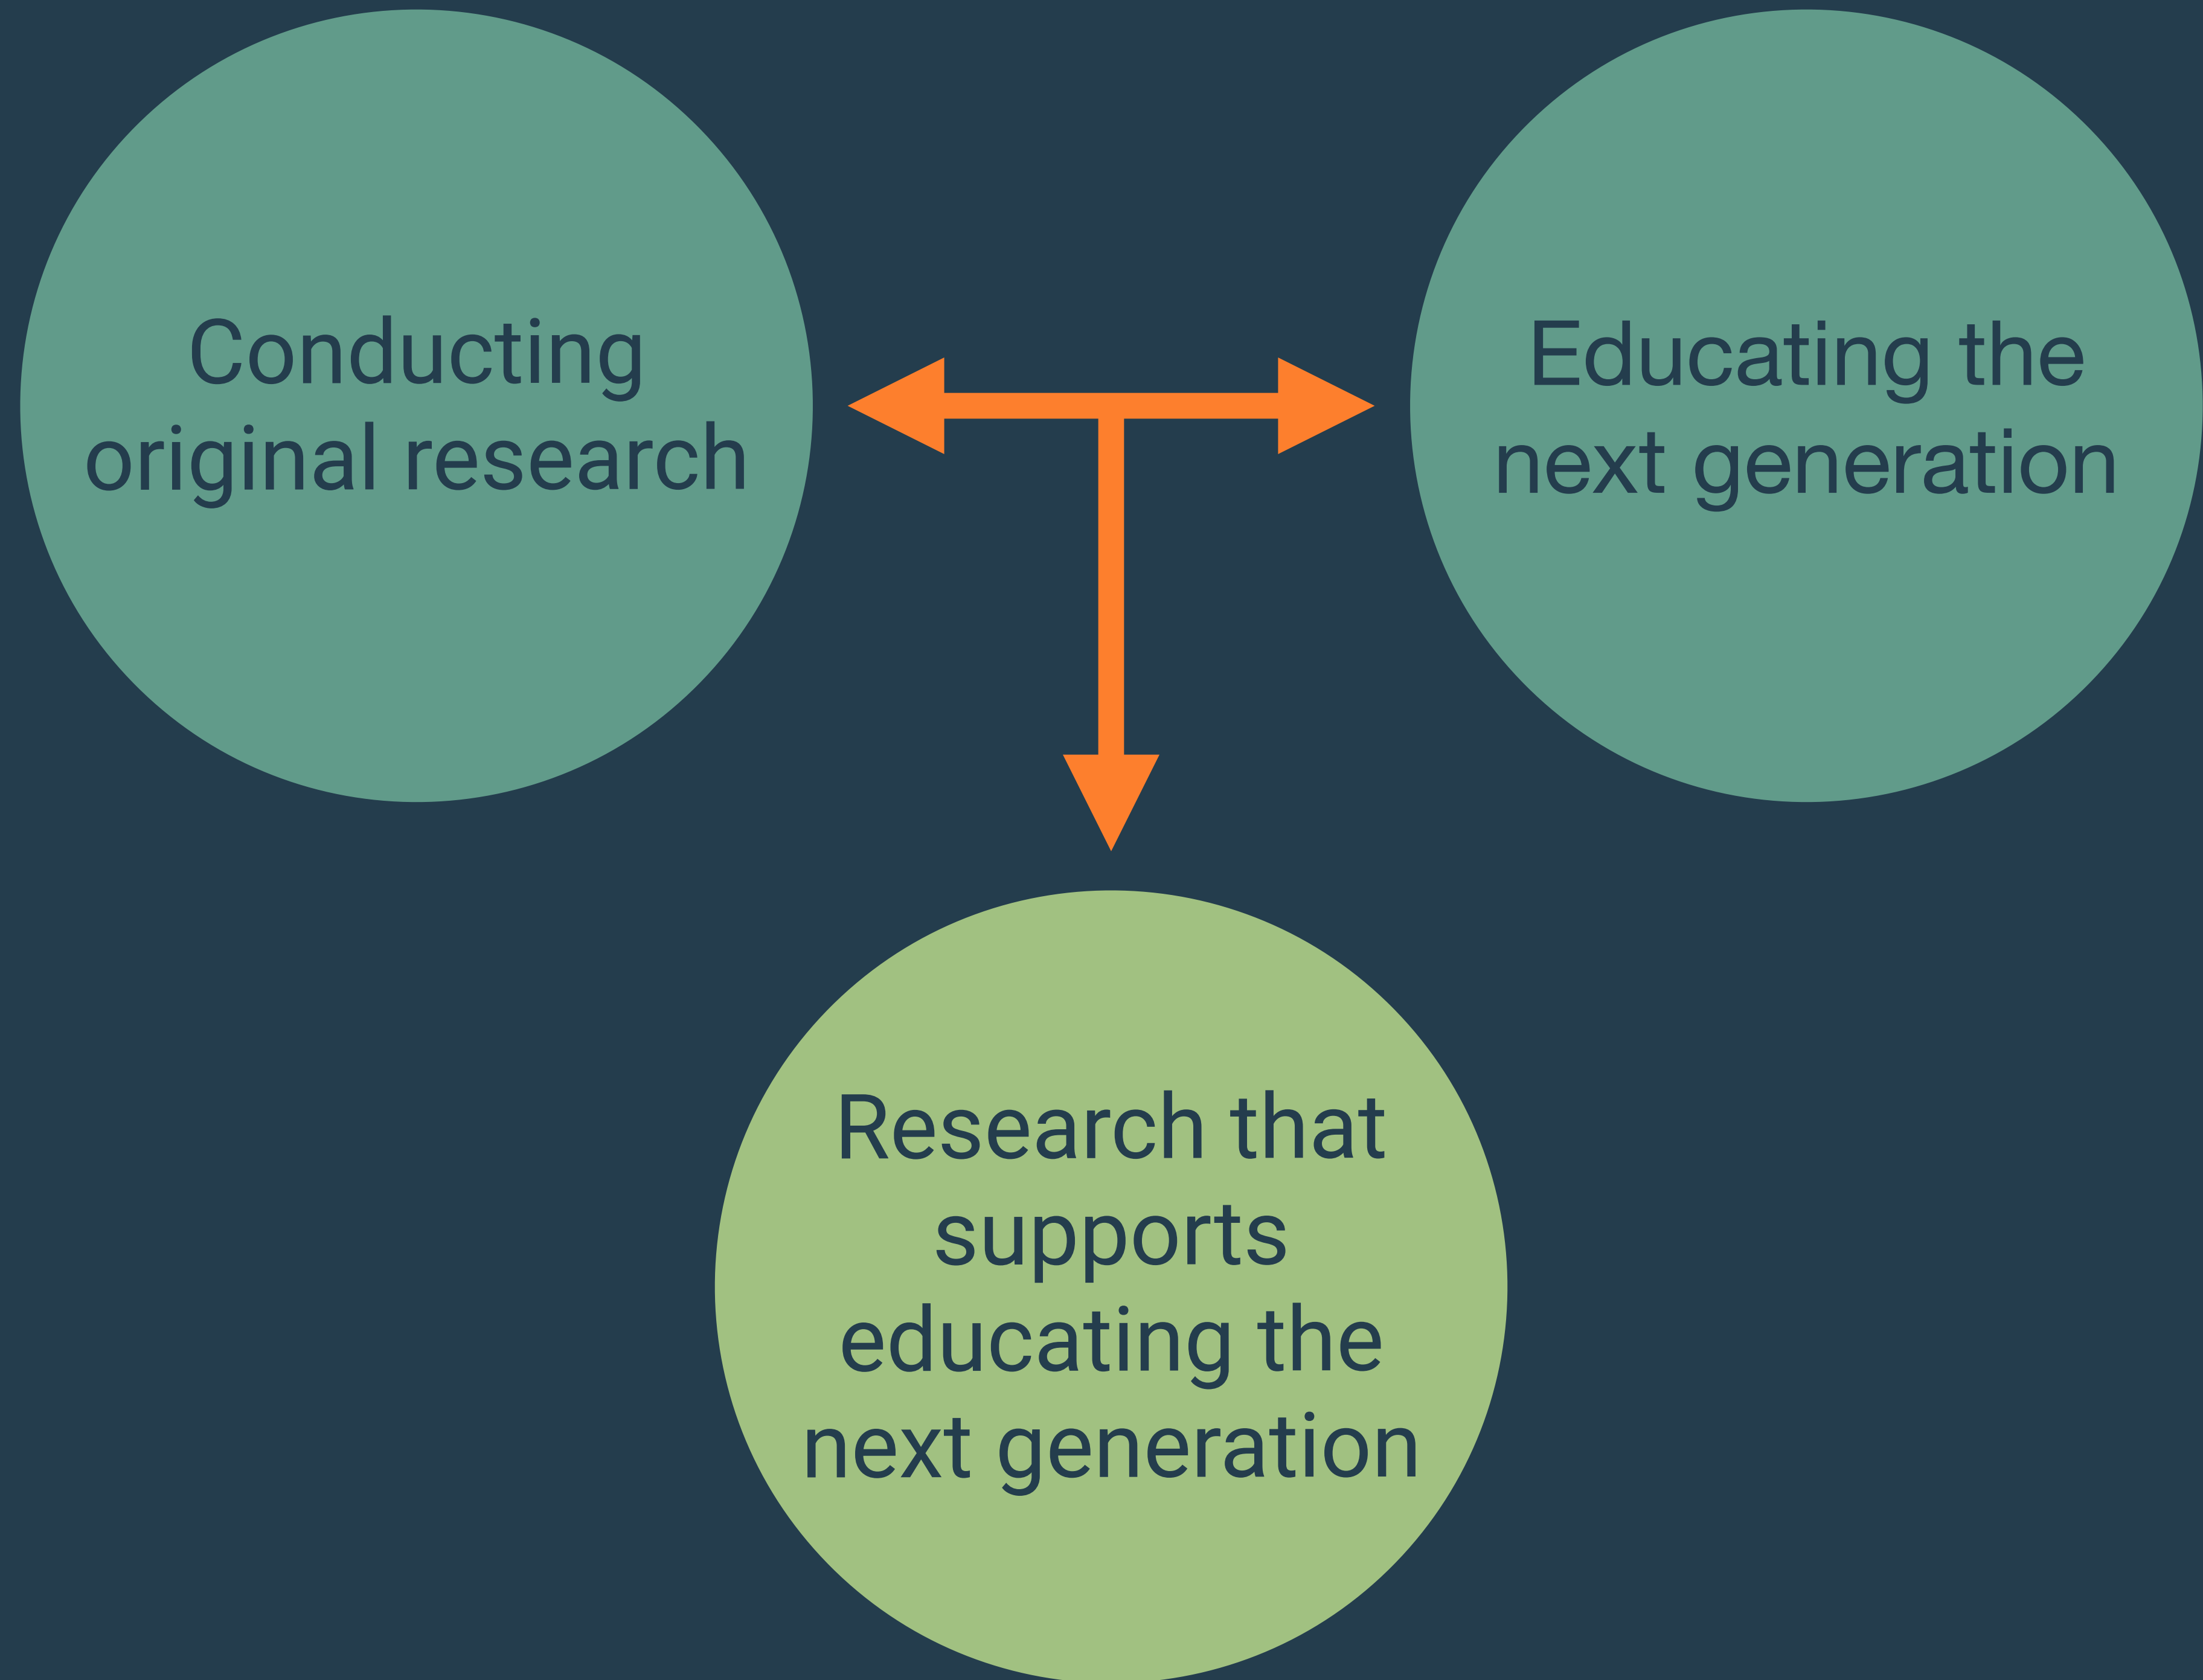 Conducting
original research
Educating the
next generation
Research that
supports
educating the
next generation